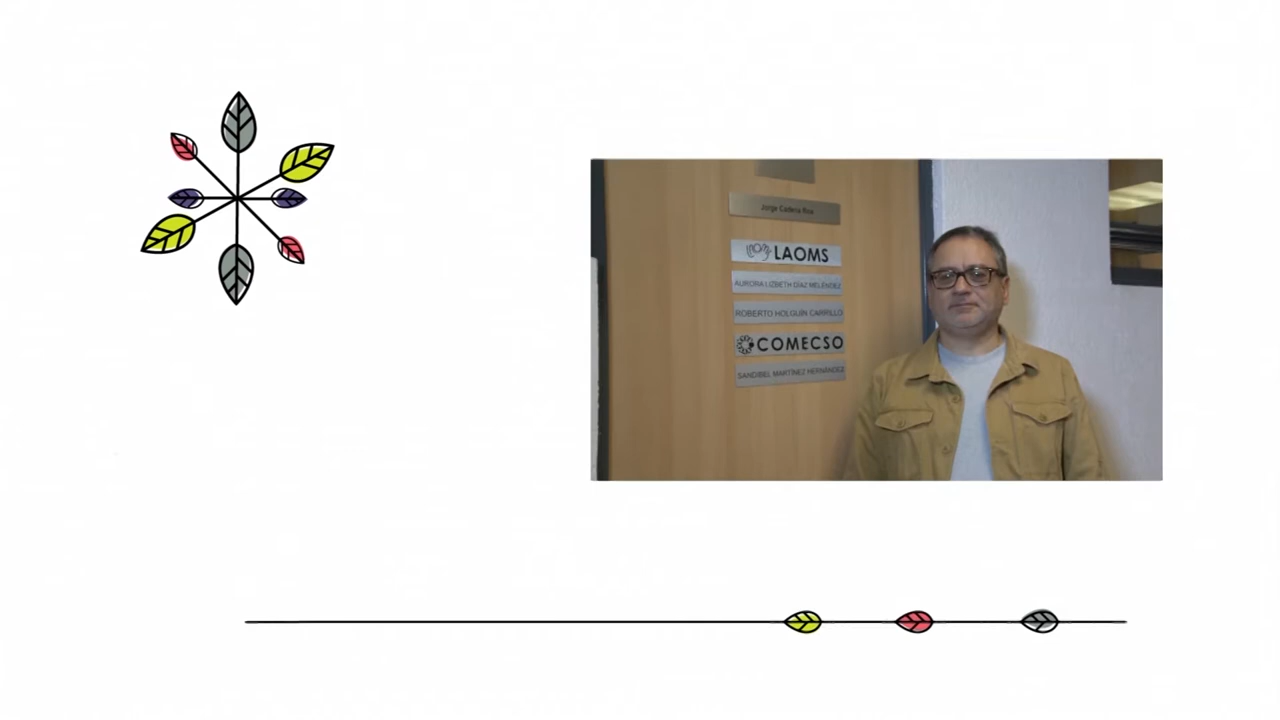 Jorge Cadena Roa
LAOMS
AURORA LIZBETH DÍAZ MELÉNDEZ
ROBERTO HOLGUÍN CARRILLO
COMECSO
SANDIBEL MARTÍNEZ HERNÁNDEZ